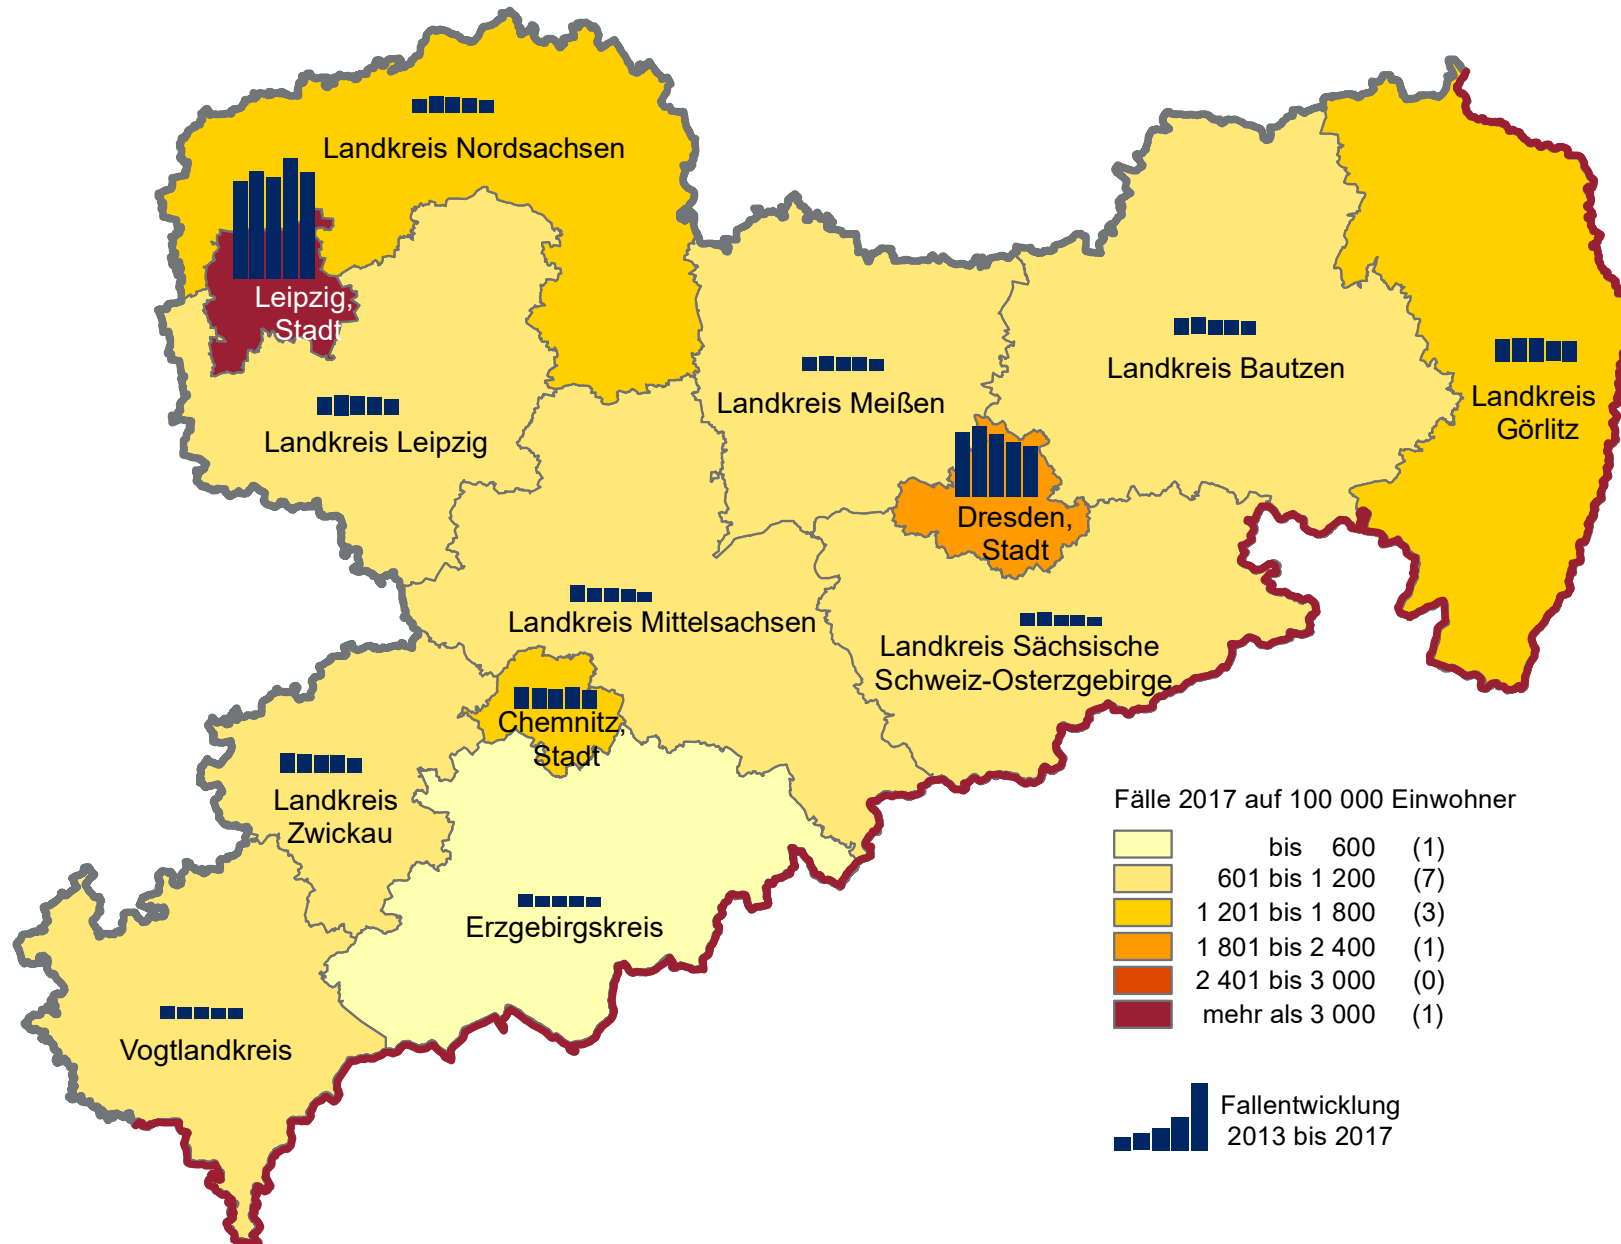 Landkreis Nordsachsen
Leipzig,
Stadt
Landkreis Leipzig
Landkreis Meißen
Landkreis Bautzen
Landkreis
Görlitz
Dresden,
Stadt
Landkreis Mittelsachsen
Landkreis Sächsische
Schweiz-Osterzgebirge
Chemnitz,
Stadt
Landkreis
Zwickau
Erzgebirgskreis
Vogtlandkreis
Fälle 2017 auf 100 000 Einwohner
bis 600 (1)
601 bis 1 200 (7)
1 201 bis 1 800 (3)
1 801 bis 2 400 (1)
2 401 bis 3 000 (0)
mehr als 3 000 (1)
Fallentwicklung
2013 bis 2017